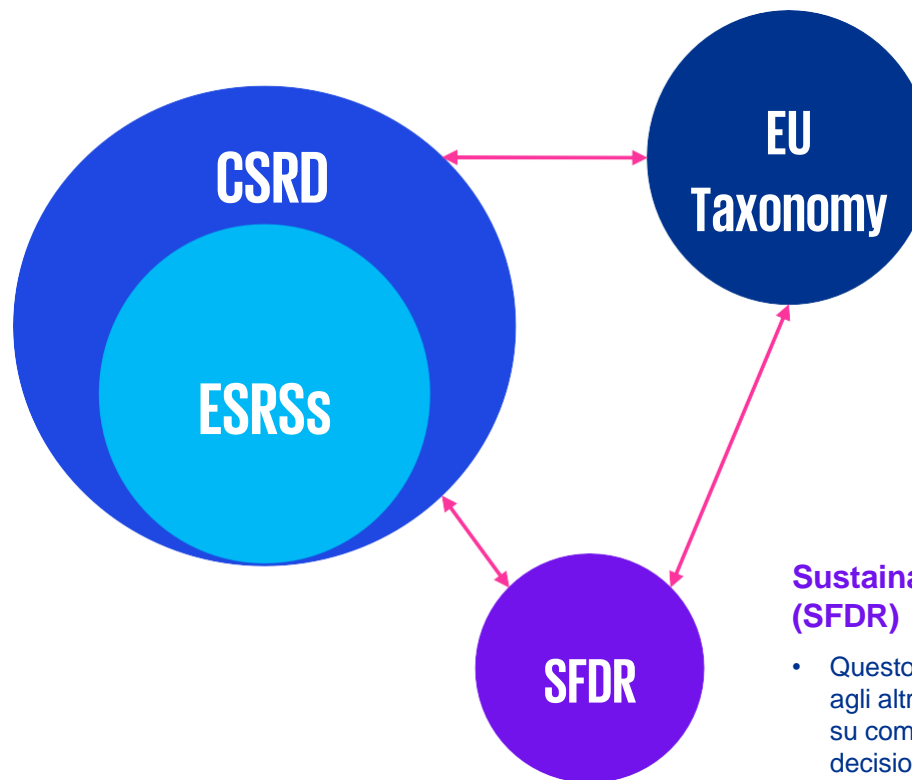 CSRD
ESRSs
EU
Taxonomy
SFDR
(SFDR)
• Questo
agli altr
su com
decisio